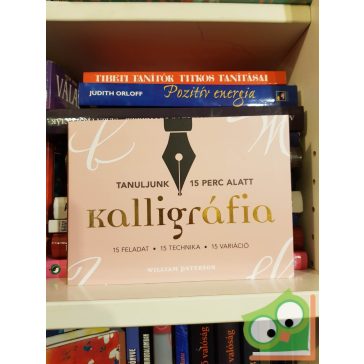 TIBETI TANÍTÓK TITKOS TANÍTÁSAI
JUDITH ORLOFF Pozitív energia
TANULJUNK 15 PERC ALATT
kalligráfia
15 FELADAT • 15 TECHNIKA • 15 VARIÁCIÓ
WILLIAM PATERSON